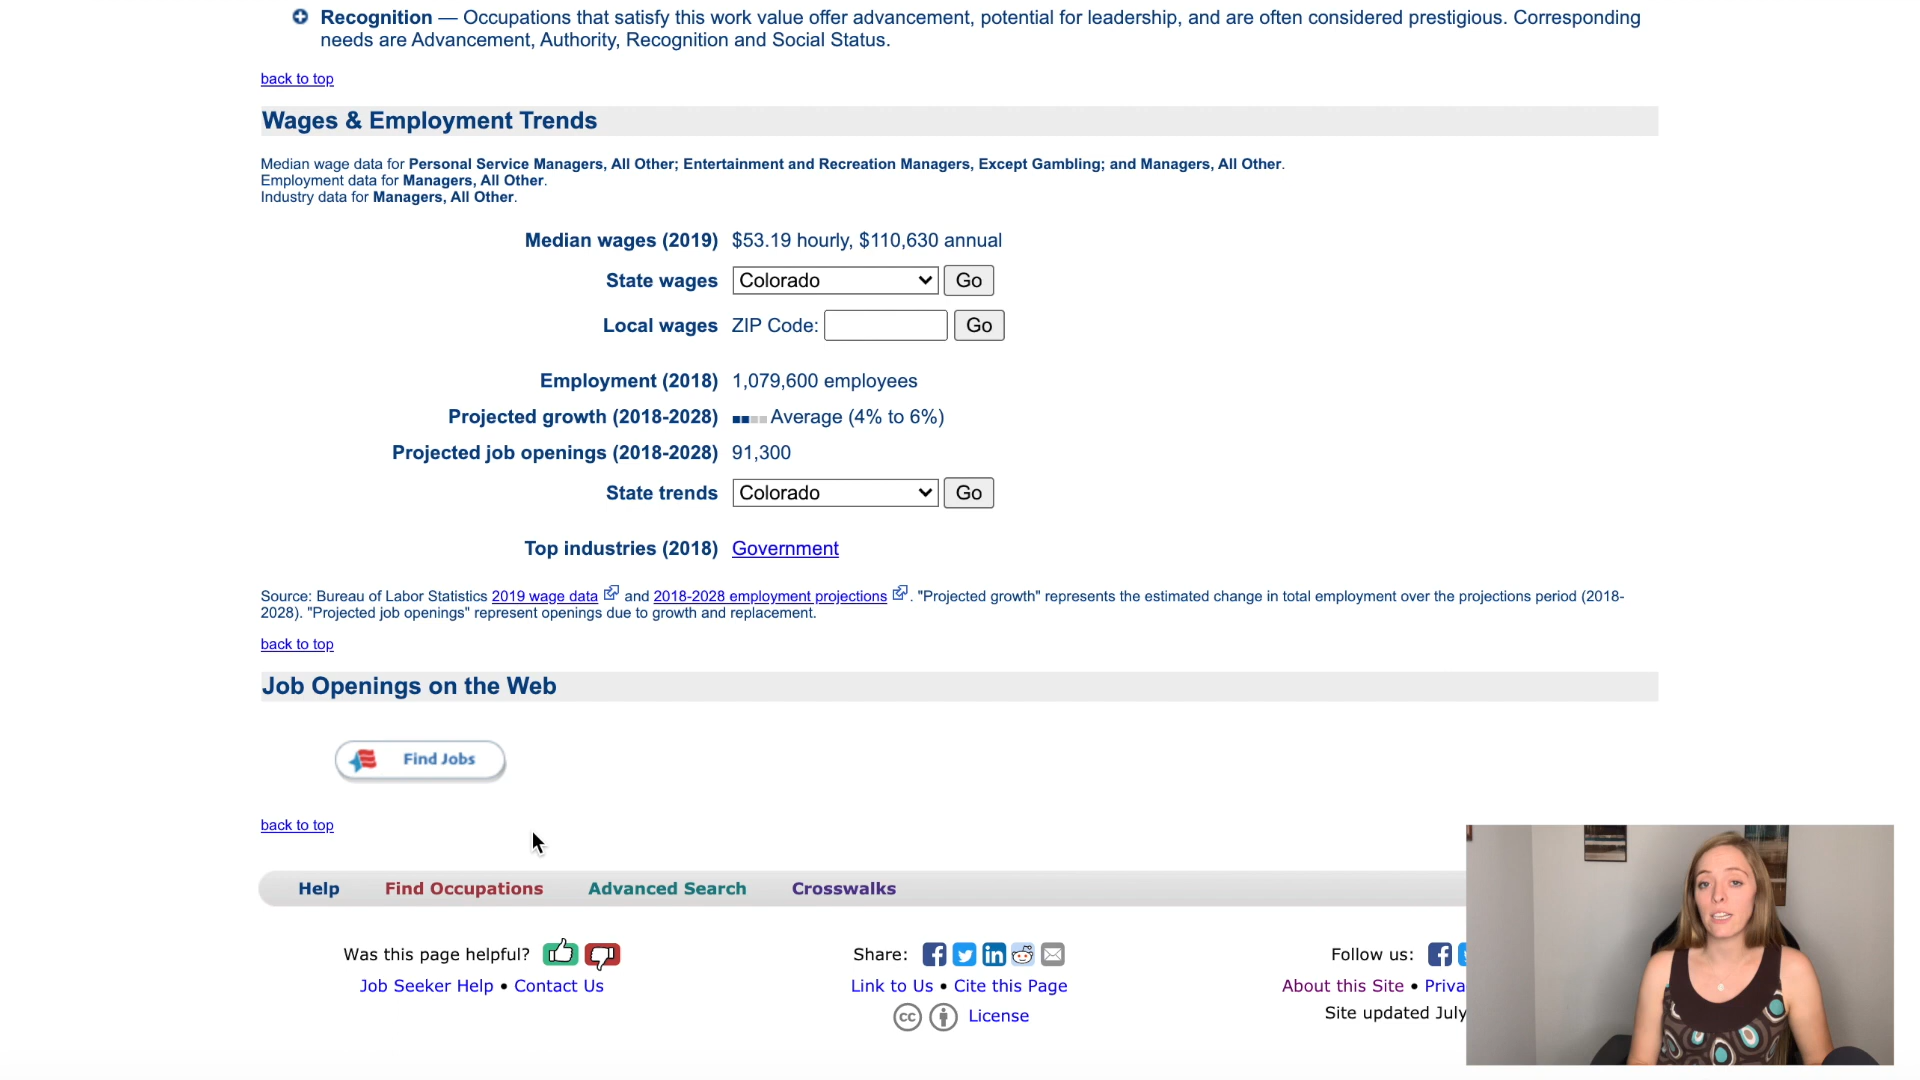 Recognition — Occupations that satisfy this work value offer advancement, potential for leadership, and are often considered prestigious. Corresponding
needs are Advancement, Authority, Recognition and Social Status.
back to top
Wages & Employment Trends
Median wage data for Personal Service Managers, All Other; Entertainment and Recreation Managers, Except Gambling; and Managers, All Other.
Employment data for Managers, All Other.
Industry data for Managers, All Other.
Median wages (2019) $53.19 hourly, $110,630 annual
State wages Colorado Go
Local wages ZIP Code: Go
Employment (2018) 1,079,600 employees
Projected growth (2018-2028) Average (4% to 6%)
Projected job openings (2018-2028) 91,300
State trends Colorado Go
Top industries (2018) Government
Source: Bureau of Labor Statistics 2019 wage data and 2018-2028 employment projections . "Projected growth" represents the estimated change in total employment over the projections period (2018-
2028). "Projected job openings" represent openings due to growth and replacement.
back to top
Job Openings on the Web
Find Jobs
back to top
Help Find Occupations Advanced Search Crosswalks
Was this page helpful? Share: Follow us:
Job Seeker Help • Contact Us Link to Us • Cite this Page About this Site • Priva
cc License Site updated July